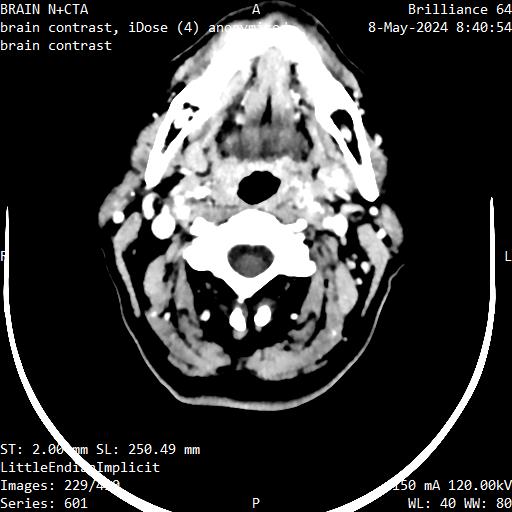 BRAIN N+CTA
A
Brilliance 64
brain contrast, iDose (4)
8-May-2024 8:40:54
brain contrast
L
ST: 2.00 mm SL: 250.49 mm
LittleEndianImplicit
Images: 229/
150 mA 120.00kV
Series: 601
P
WL: 40 WW: 80